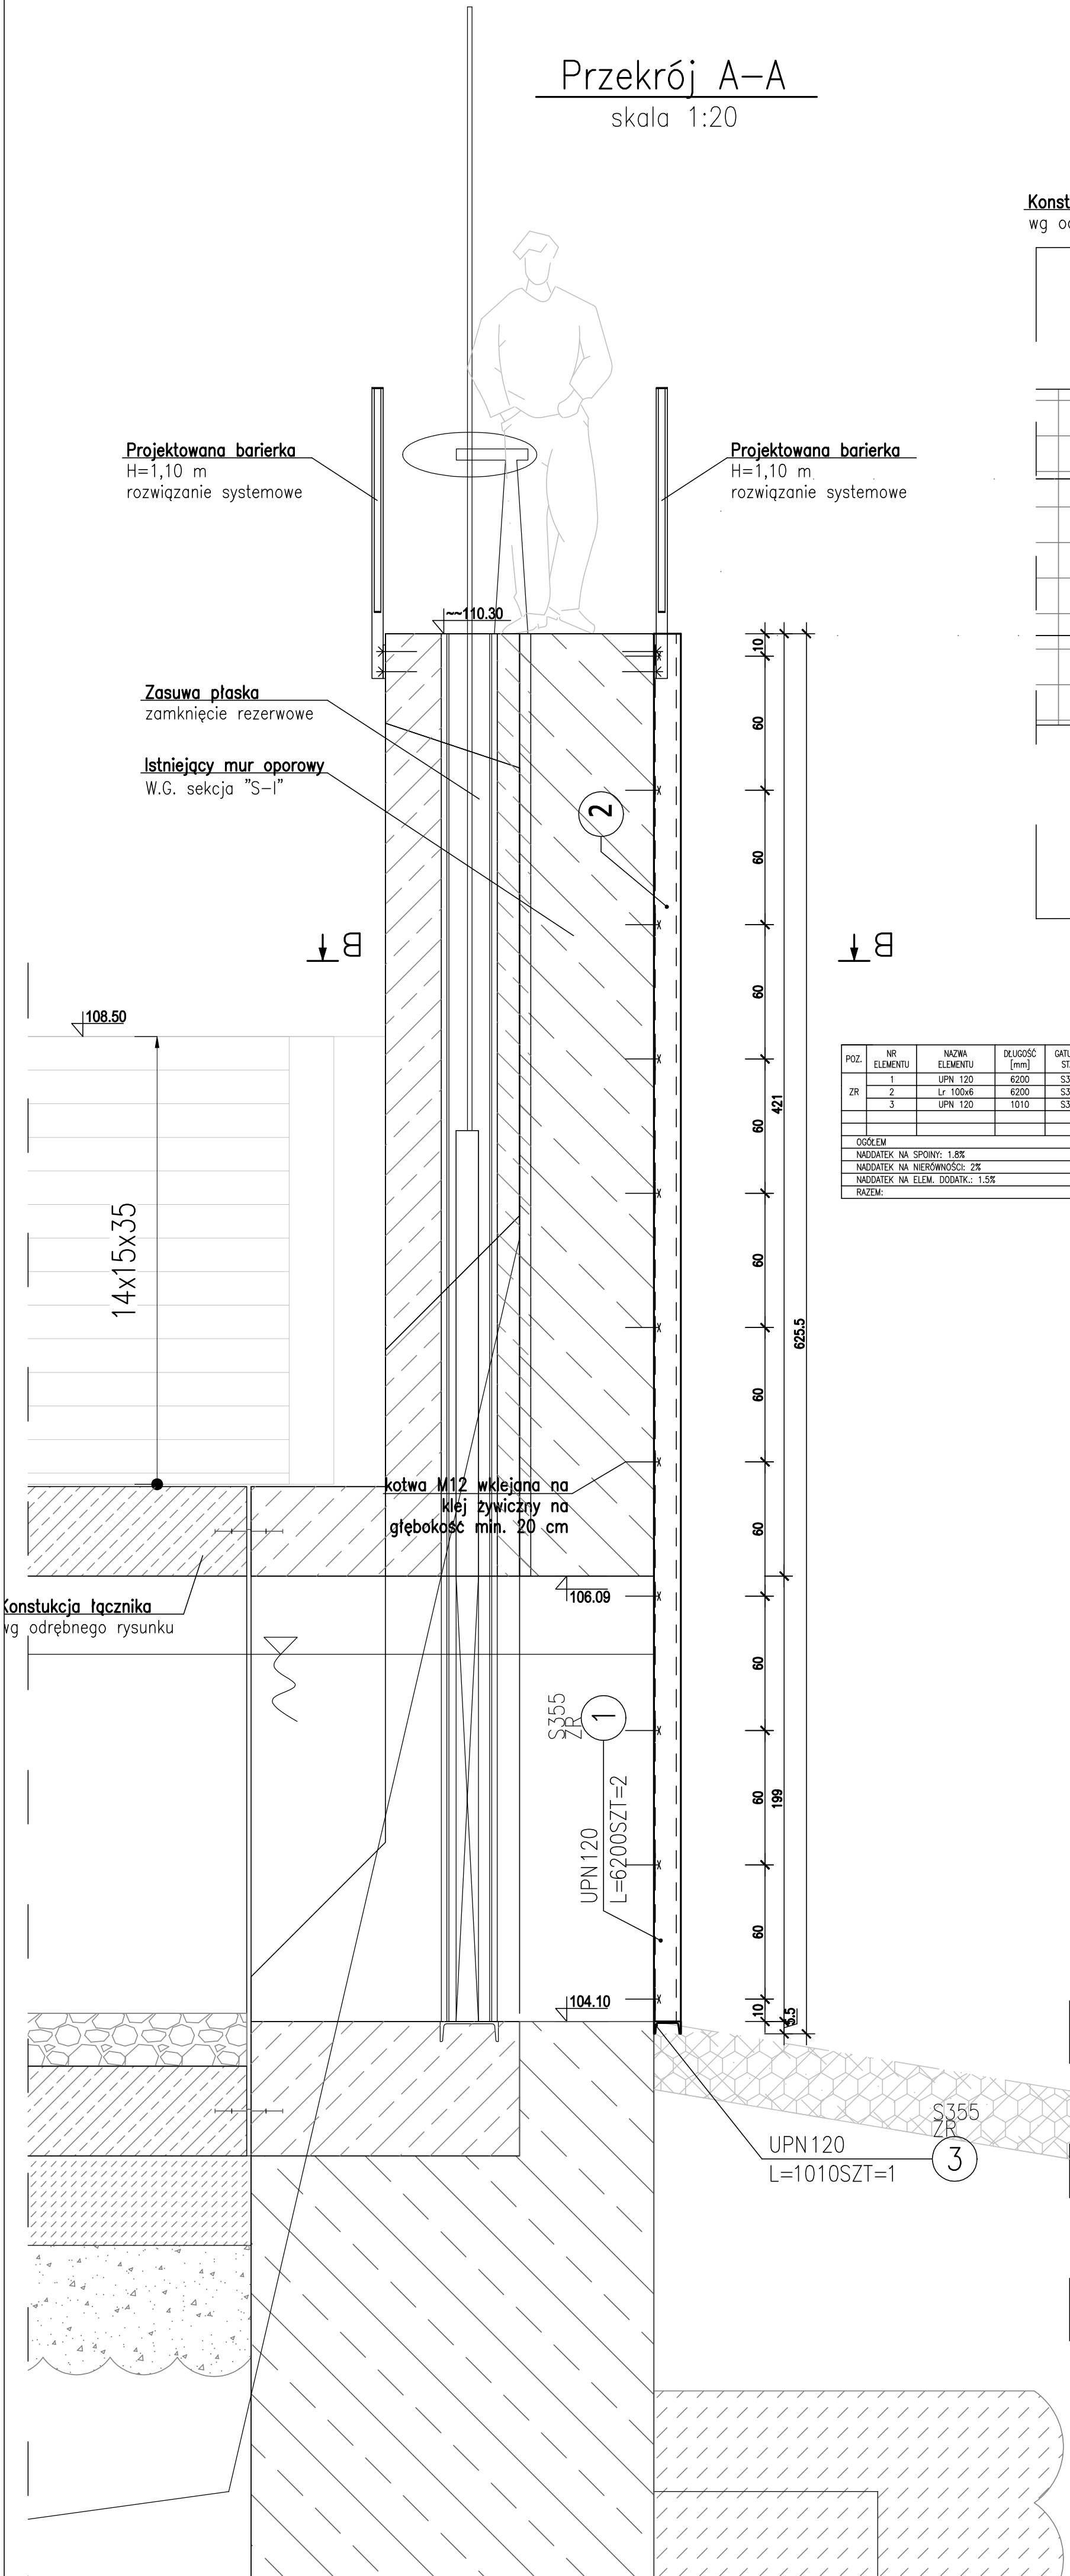 Przekrój A-A
skala 1:20
Projektowana barierka
H=1,10 m
rozwiązanie systemowe
Projektowana barierka
H=1,10 m
rozwiązanie systemowe
~~110.30
Zasuwa płaska
zamknięcie rezerwowe
Istniejący mur oporowy
W.G. sekcja "S-I"
2
B
B
108.50
14x15x35
kotwa M12 wklejana na
klej żywiczny na
głębokość min. 20 cm
Konstukcja łącznika
wg odrębnego rysunku
106.09
S355
ZR
1
UPN120
L=6200SZT=2
104.10
S355
ZR
UPN120
3
L=1010SZT=1
10
60
60
60
60
60
60
60
60
60
60
10
421
199
5.5
625.5
POZ. NR ELEMENTU NAZWA ELEMENTU DŁUGOŚĆ [mm]
ZR
1 UPN 120 6200
2 Lr 100x6 6200
3 UPN 120 1010
OGÓŁEM
NADDATEK NA SPOINY: 1.8%
NADDATEK NA NIERÓWNOŚCI: 2%
NADDATEK NA ELEM. DODATK.: 1.5%
RAZEM: